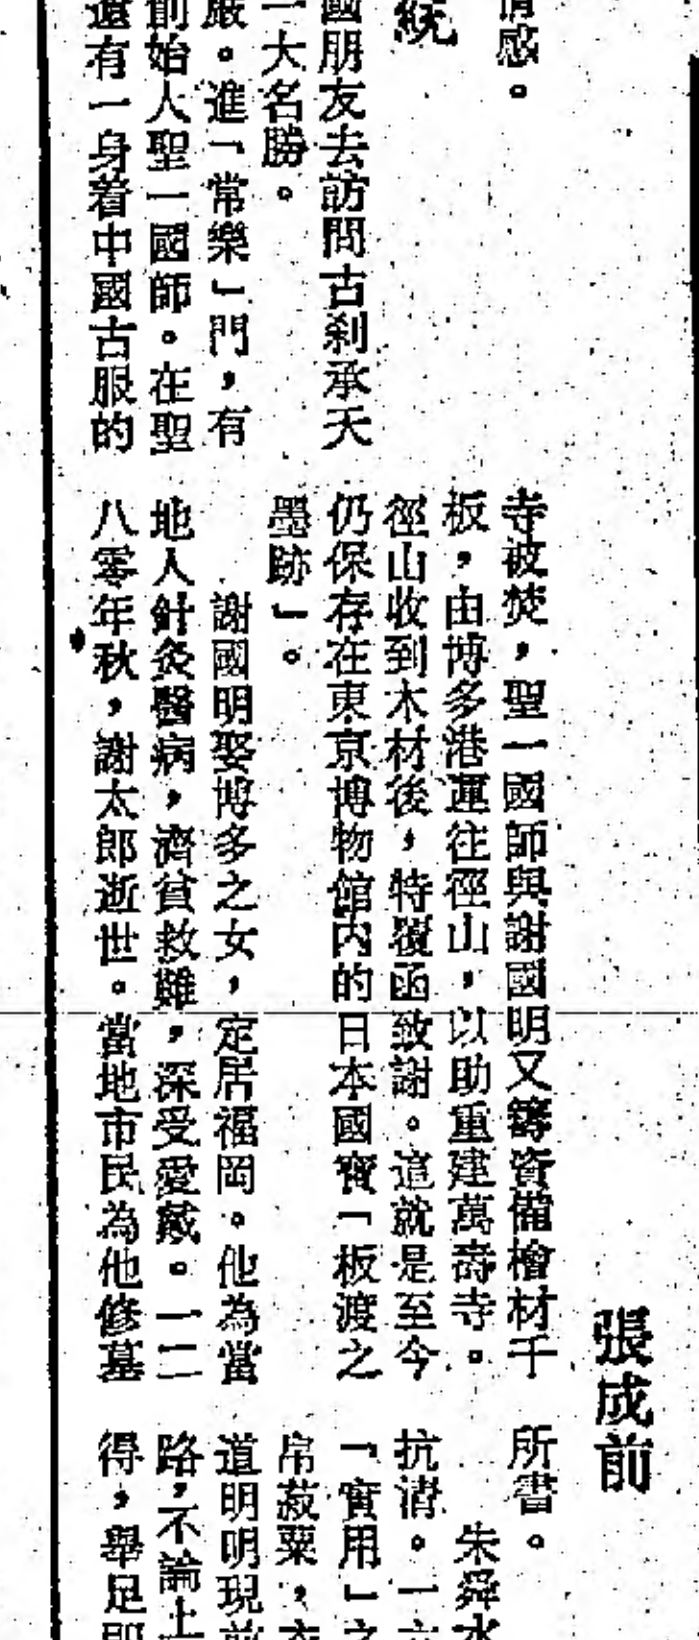 情感。
統
國朋友去訪問古刹承天
一大名勝。
嚴。進「常樂」門,有
創始人聖一國師。在聖
還有一身着中國古服的
寺被焚,聖一國師與謝國明又籌資備檜材千
板,由博多港運往徑山,以助重建萬壽寺。
徑山收到木材後,特覆函致謝。這就是至今
仍保存在東京博物館內的日本國寶「板渡之
墨跡」。
謝國明娶博多之女,定居福岡。他為當
地人針灸醫病,濟貧救難,深受愛戴。一二
八零年秋,謝太郎逝世。當地市民為他修墓
張成前
所書。
朱舜水
抗清。一六
「實用」之
帛菽粟,衣
道明明現前
路,不論上
得,舉足即